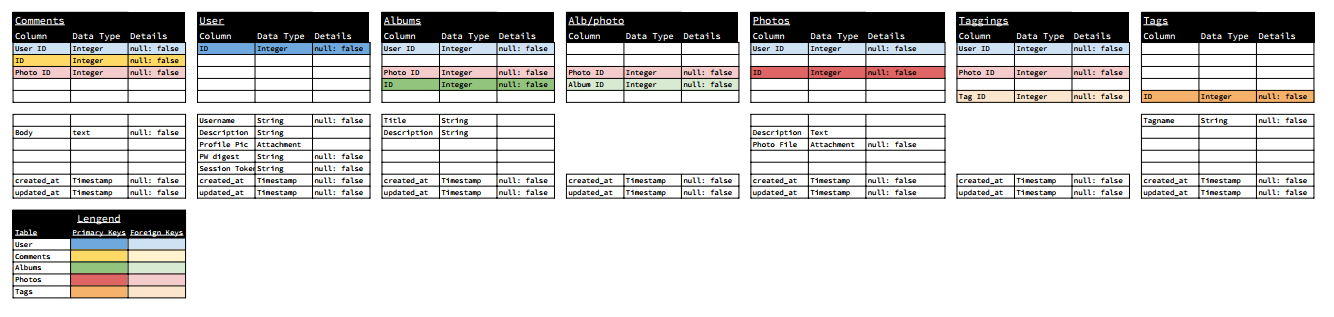 Comments User Albums Alb/photo Photos Taggings Tags
Column Data Type Details Column Data Type Details Column Data Type Details Column Data Type Details Column Data Type Details Column Data Type Details Column Data Type Details
User ID Integer null: false ID Integer null: false User ID Integer null: false User ID Integer null: false User ID Integer null: false
ID Integer null: false
Photo ID Integer null: false Photo ID Integer null: false Photo ID Integer null: false ID Integer null: false Photo ID Integer null: false
ID Integer null: false Album ID Integer null: false
Tag ID Integer null: false ID Integer null: false
Username String null: false Title String Tagname String null: false
Body text null: false Description String Description String Description Text
Profile Pic Attachment Photo File Attachment null: false
PW digest String null: false
Session Token String null: false
created_at Timestamp null: false created_at Timestamp null: false created_at Timestamp null: false created_at Timestamp null: false created_at Timestamp null: false created_at Timestamp null: false created_at Timestamp null: false
updated_at Timestamp null: false updated_at Timestamp null: false updated_at Timestamp null: false updated_at Timestamp null: false updated_at Timestamp null: false updated_at Timestamp null: false updated_at Timestamp null: false
Lengend
Table Primary Keys Foreign Keys
User
Comments
Albums
Photos
Tags